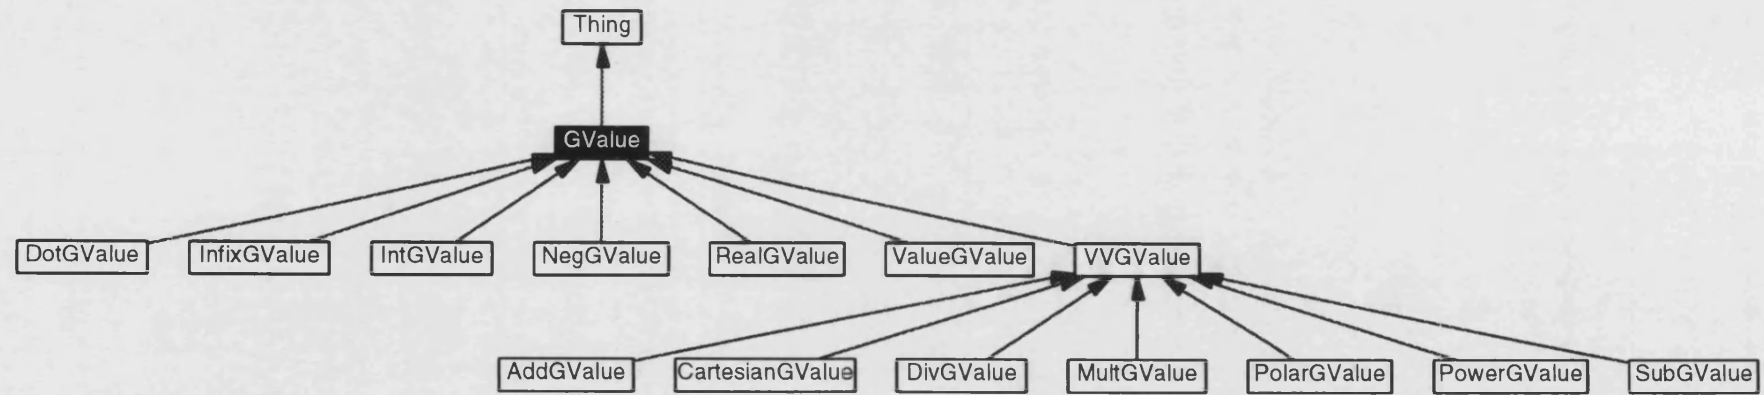 Thing
GValue
DotGValue InfixGValue IntGValue NegGValue RealGValue ValueGValue VVGValue
AddGValue CartesianGValue DivGValue MultGValue PolarGValue PowerGValue SubGValue